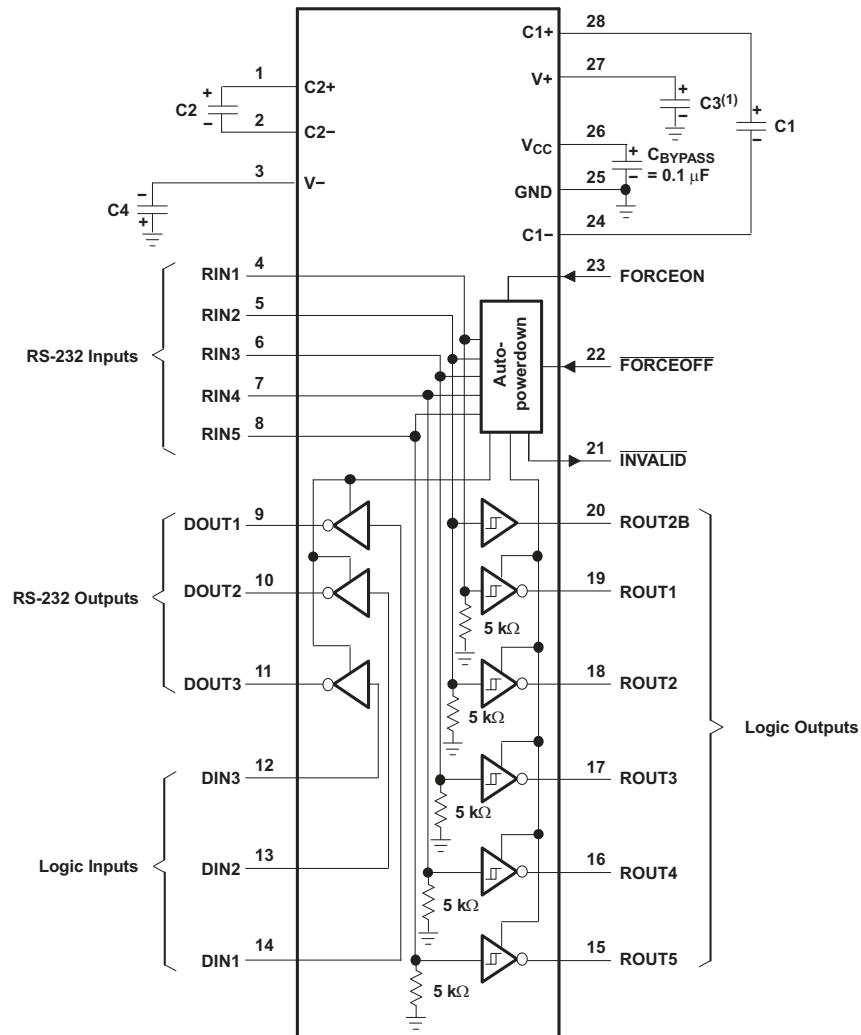 28
C1+
27
1
V+
C2+
+
C3(1)
+
C2
+
C1
−
26
−
−
2
C2−
VCC
+
CBYPASS
= 0.1 μF
3
25
−
V−
GND
−
24
C4
+
C1−
RIN1
4
23
FORCEON
5
RIN2
6
RIN3
22
FORCEOFF
RS-232 Inputs
Auto-
powerdown
7
RIN4
8
RIN5
21
INVALID
DOUT1
9
20
ROUT2B
19
ROUT1
RS-232 Outputs
DOUT2
10
5 kΩ
DOUT3
11
18
ROUT2
5 kΩ
Logic Outputs
12
DIN3
17
ROUT3
5 kΩ
Logic Inputs
13
DIN2
16
ROUT4
5 kΩ
14
DIN1
15
ROUT5
5 kΩ